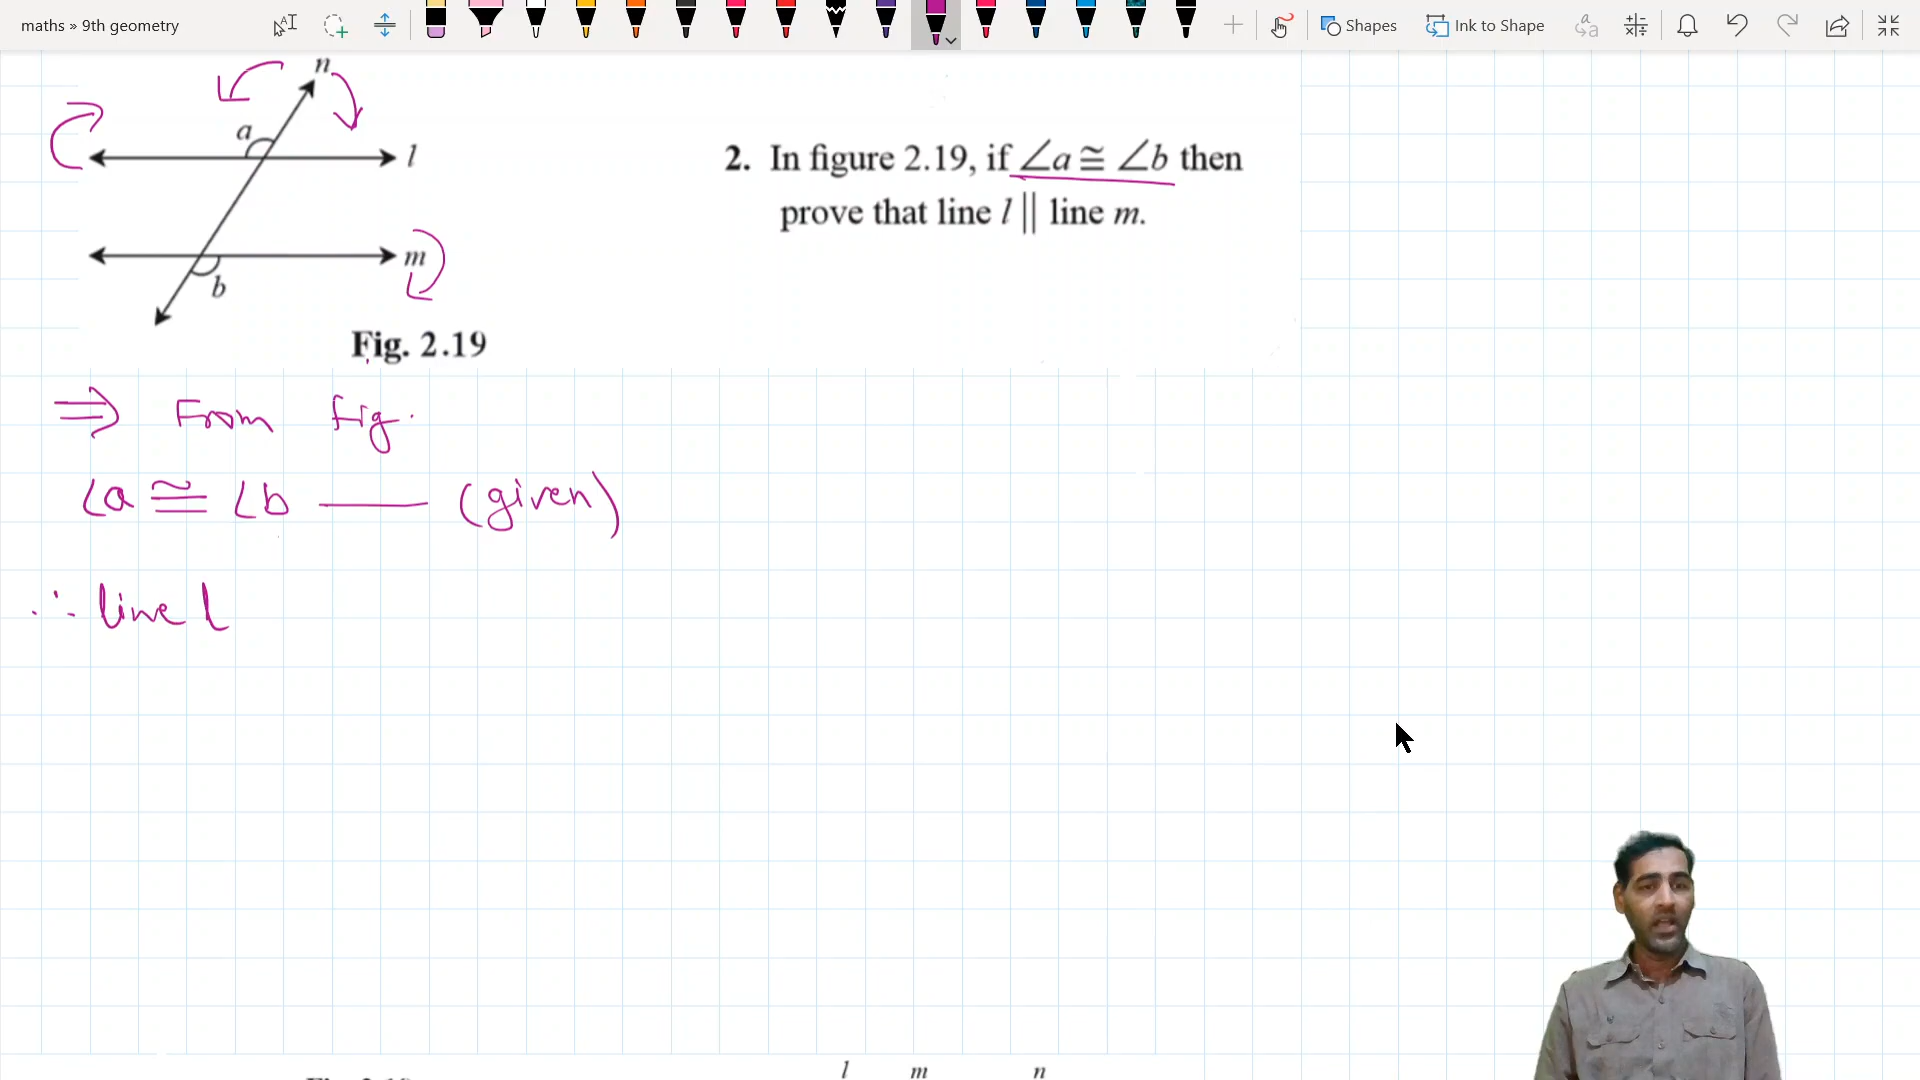 maths » 9th geometry
Shapes
Ink to Shape
n
a
l
m
b
Fig. 2.19
2. In figure 2.19, if ∠a ≅ ∠b then
prove that line l || line m.
⇒ From fig.
∠a ≅ ∠b —— (given)
∴ line l
l m n